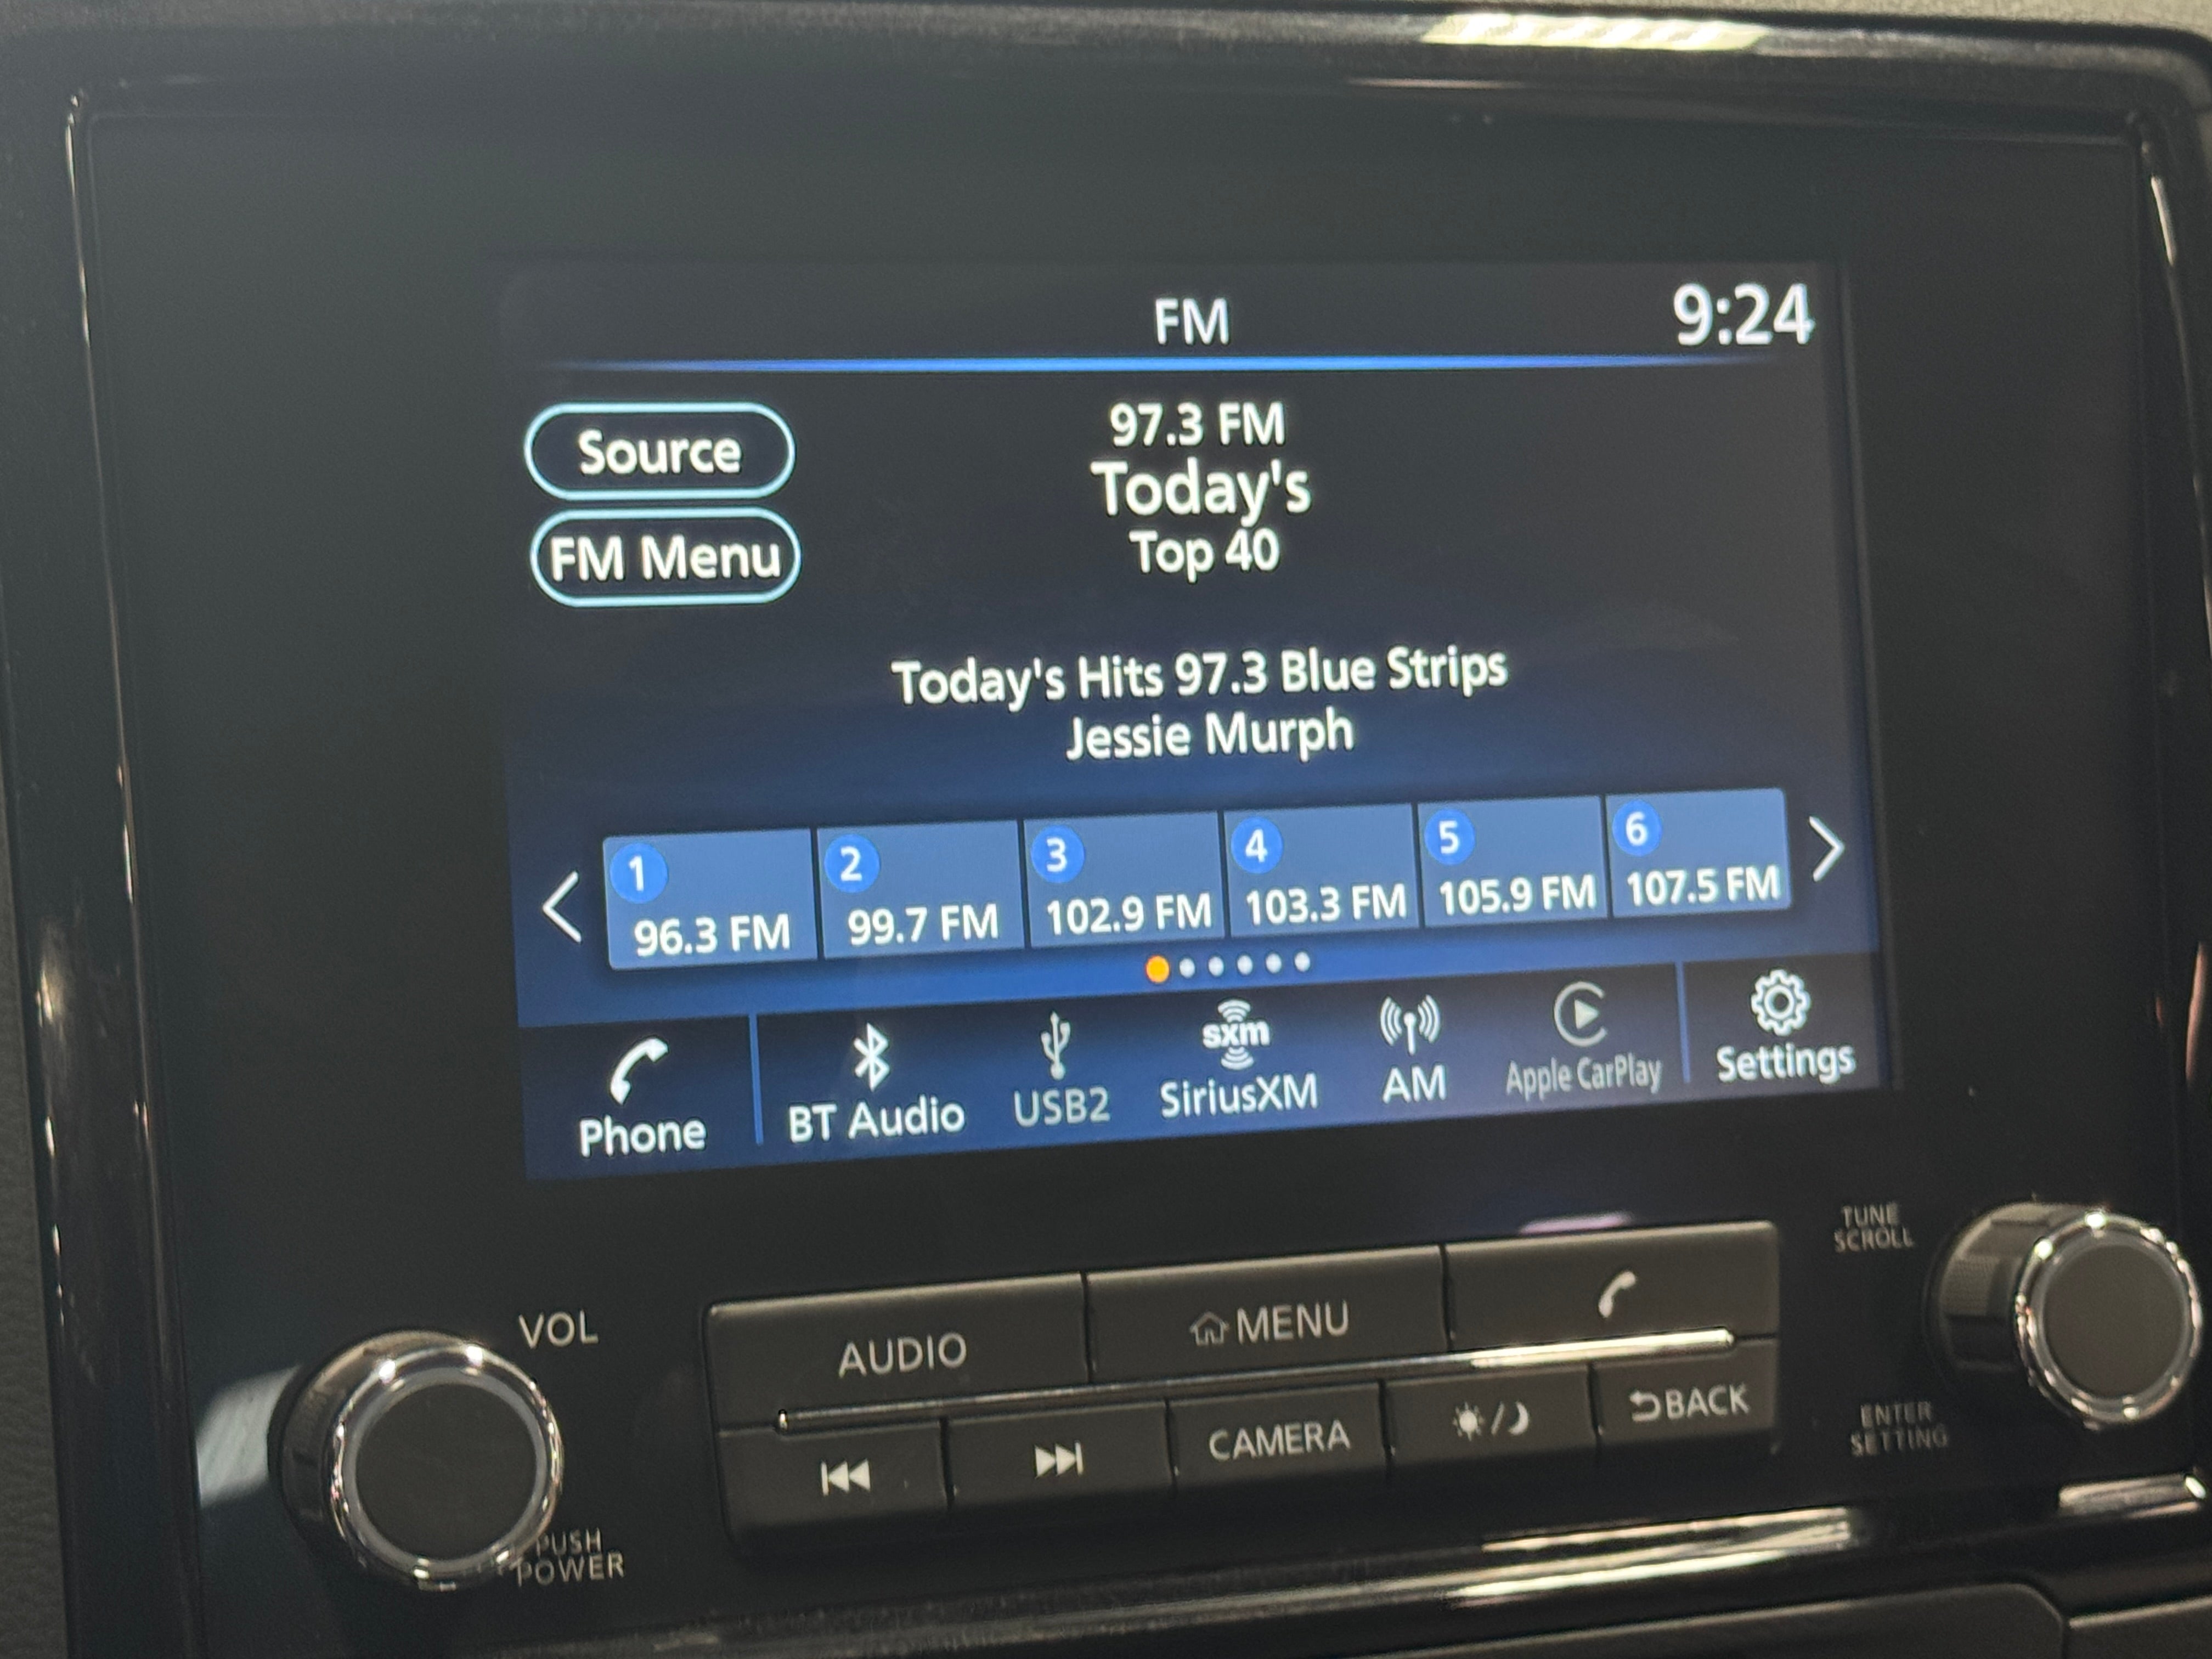 FM
9:24
Source
FM Menu
97.3 FM
Today's
Top 40
Today's Hits 97.3 Blue Strips
Jessie Murph
1
96.3 FM
2
99.7 FM
3
102.9 FM
4
103.3 FM
5
105.9 FM
6
107.5 FM
Phone
BT Audio
USB2
sxm
SiriusXM
AM
Apple CarPlay
Settings
VOL
PUSH
POWER
AUDIO
MENU
CAMERA
BACK
TUNE
SCROLL
ENTER
SETTING